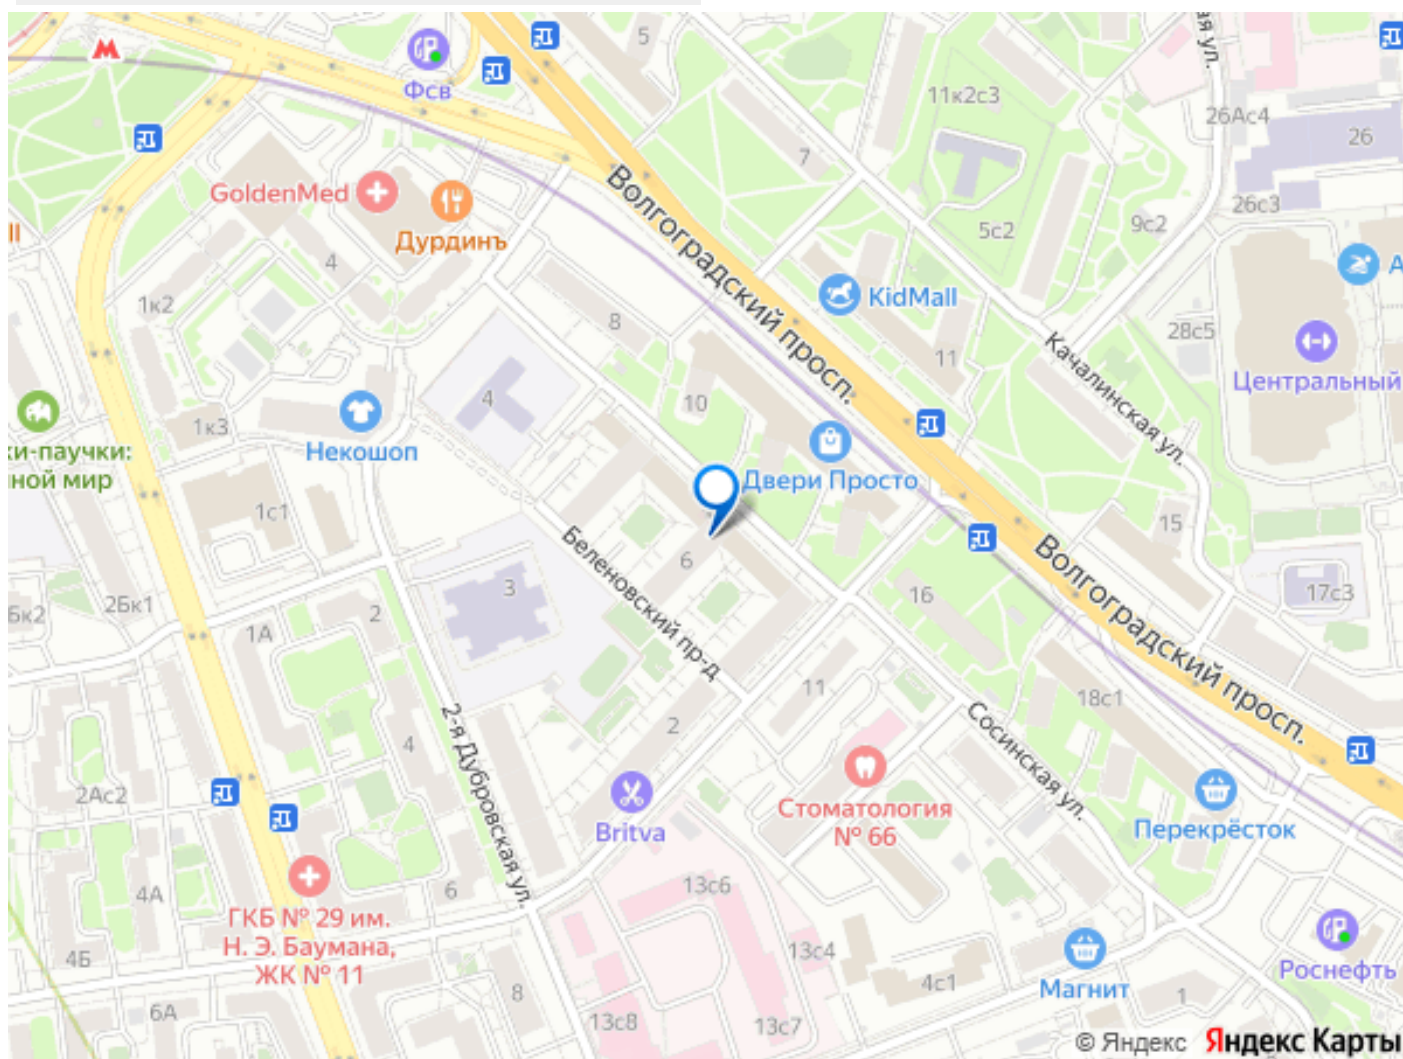 5
ая ул.
Фсв
11к2с3
26Ас4
26
7
GoldenMed
Волгоградский просп.
26с3
5с2
9с2
ll
Дурдинъ
4
А
1к2
KidMall
8
28с5
11
Качалинская ул.
Центральный
4
10
1к3
Некошоп
ки-паучки:
ной мир
Двери Просто
1с1
15
Беленовский пр-д
6
Волгоградский просп.
3
16
17с3
2Бк1
5к2
2
1А
11
18с1
2
Сосинская ул.
2-я Дубровская ул.
4
2Ас2
Стоматология
№ 66
Britva
Перекрёсток
13с6
4А
6
ГКБ № 29 им.
Н. Э. Баумана,
ЖК № 11
13с4
4Б
Роснефть
4с1
Магнит
8
1
6А
13с8
13с7
© Яндекс Яндекс Карты